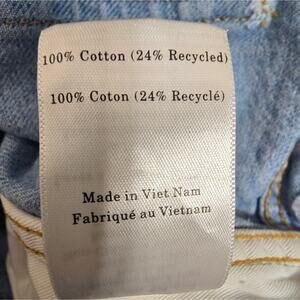 100% Cotton (24% Recycled)
100% Coton (24% Recyclé)
Made in Viet Nam
Fabriqué au Vietnam